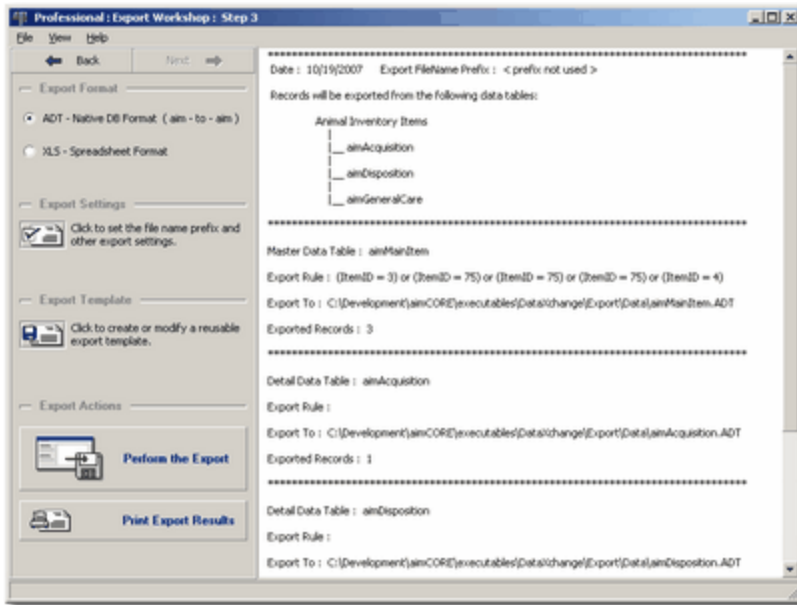 Professional : Export Workshop : Step 3
File View Help
Back Next
Export Format
ADT - Native DB Format ( aim - to - aim )
XLS - Spreadsheet Format
Export Settings
Click to set the file name prefix and
other export settings.
Export Template
Click to create or modify a reusable
export template.
Export Actions
Perform the Export
Print Export Results
********************************************************************************
Date : 10/19/2007 Export FileName Prefix : < prefix not used >
Records will be exported from the following data tables:
Animal Inventory Items
|__ aimAcquisition
|__ aimDisposition
|__ aimGeneralCare
********************************************************************************
Master Data Table : aimMainItem
Export Rule : (ItemID = 3) or (ItemID = 75) or (ItemID = 75) or (ItemID = 75) or (ItemID = 4)
Export To : C:\Development\aimCORE\executables\DataXchange\Export\Data\aimMainItem.ADT
Exported Records : 3
********************************************************************************
Detail Data Table : aimAcquisition
Export Rule :
Export To : C:\Development\aimCORE\executables\DataXchange\Export\Data\aimAcquisition.ADT
Exported Records : 1
********************************************************************************
Detail Data Table : aimDisposition
Export Rule :
Export To : C:\Development\aimCORE\executables\DataXchange\Export\Data\aimDisposition.ADT